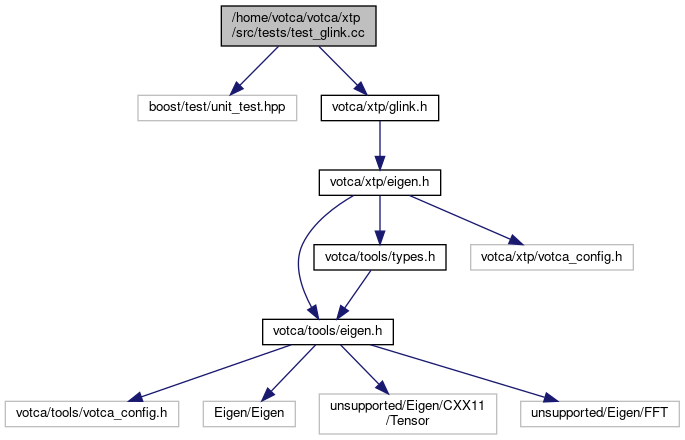 /home/votca/votca/xtp
/src/tests/test_glink.cc
boost/test/unit_test.hpp
votca/xtp/glink.h
votca/xtp/eigen.h
votca/tools/types.h
votca/xtp/votca_config.h
votca/tools/eigen.h
votca/tools/votca_config.h
Eigen/Eigen
unsupported/Eigen/CXX11
/Tensor
unsupported/Eigen/FFT